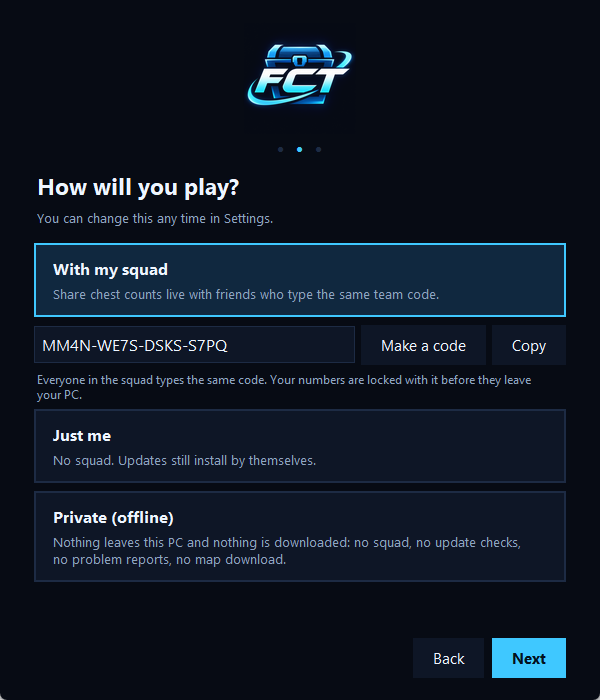 FCT
How will you play?
You can change this any time in Settings.
With my squad
Share chest counts live with friends who type the same team code.
MM4N-WE7S-DSKS-S7PQ
Make a code
Copy
Everyone in the squad types the same code. Your numbers are locked with it before they leave
your PC.
Just me
No squad. Updates still install by themselves.
Private (offline)
Nothing leaves this PC and nothing is downloaded: no squad, no update checks,
no problem reports, no map download.
Back
Next